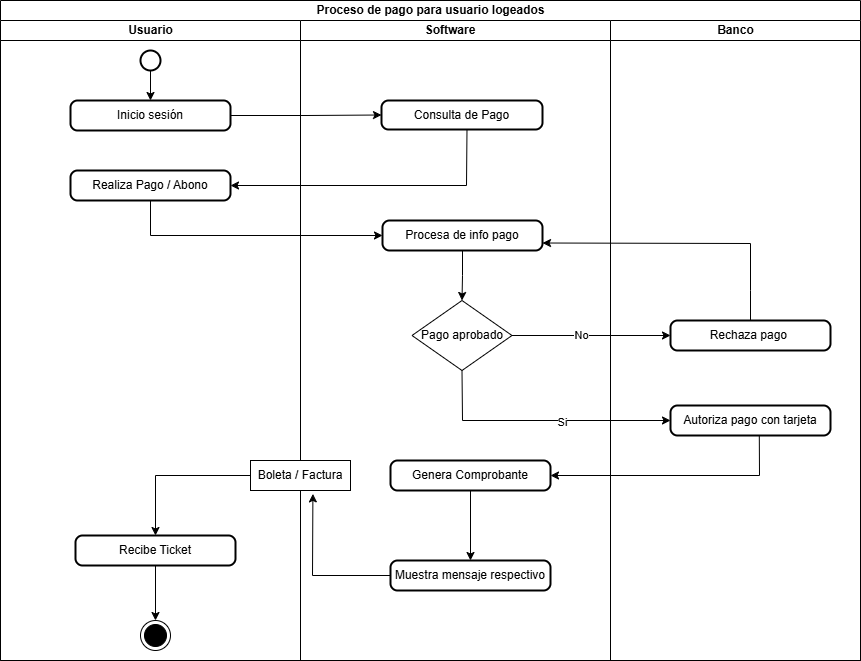 Proceso de pago para usuario logeados
Usuario
Software
Banco
Inicio sesión
Consulta de Pago
Realiza Pago / Abono
Procesa de info pago
Pago aprobado
No
Rechaza pago
Si
Autoriza pago con tarjeta
Boleta / Factura
Genera Comprobante
Recibe Ticket
Muestra mensaje respectivo